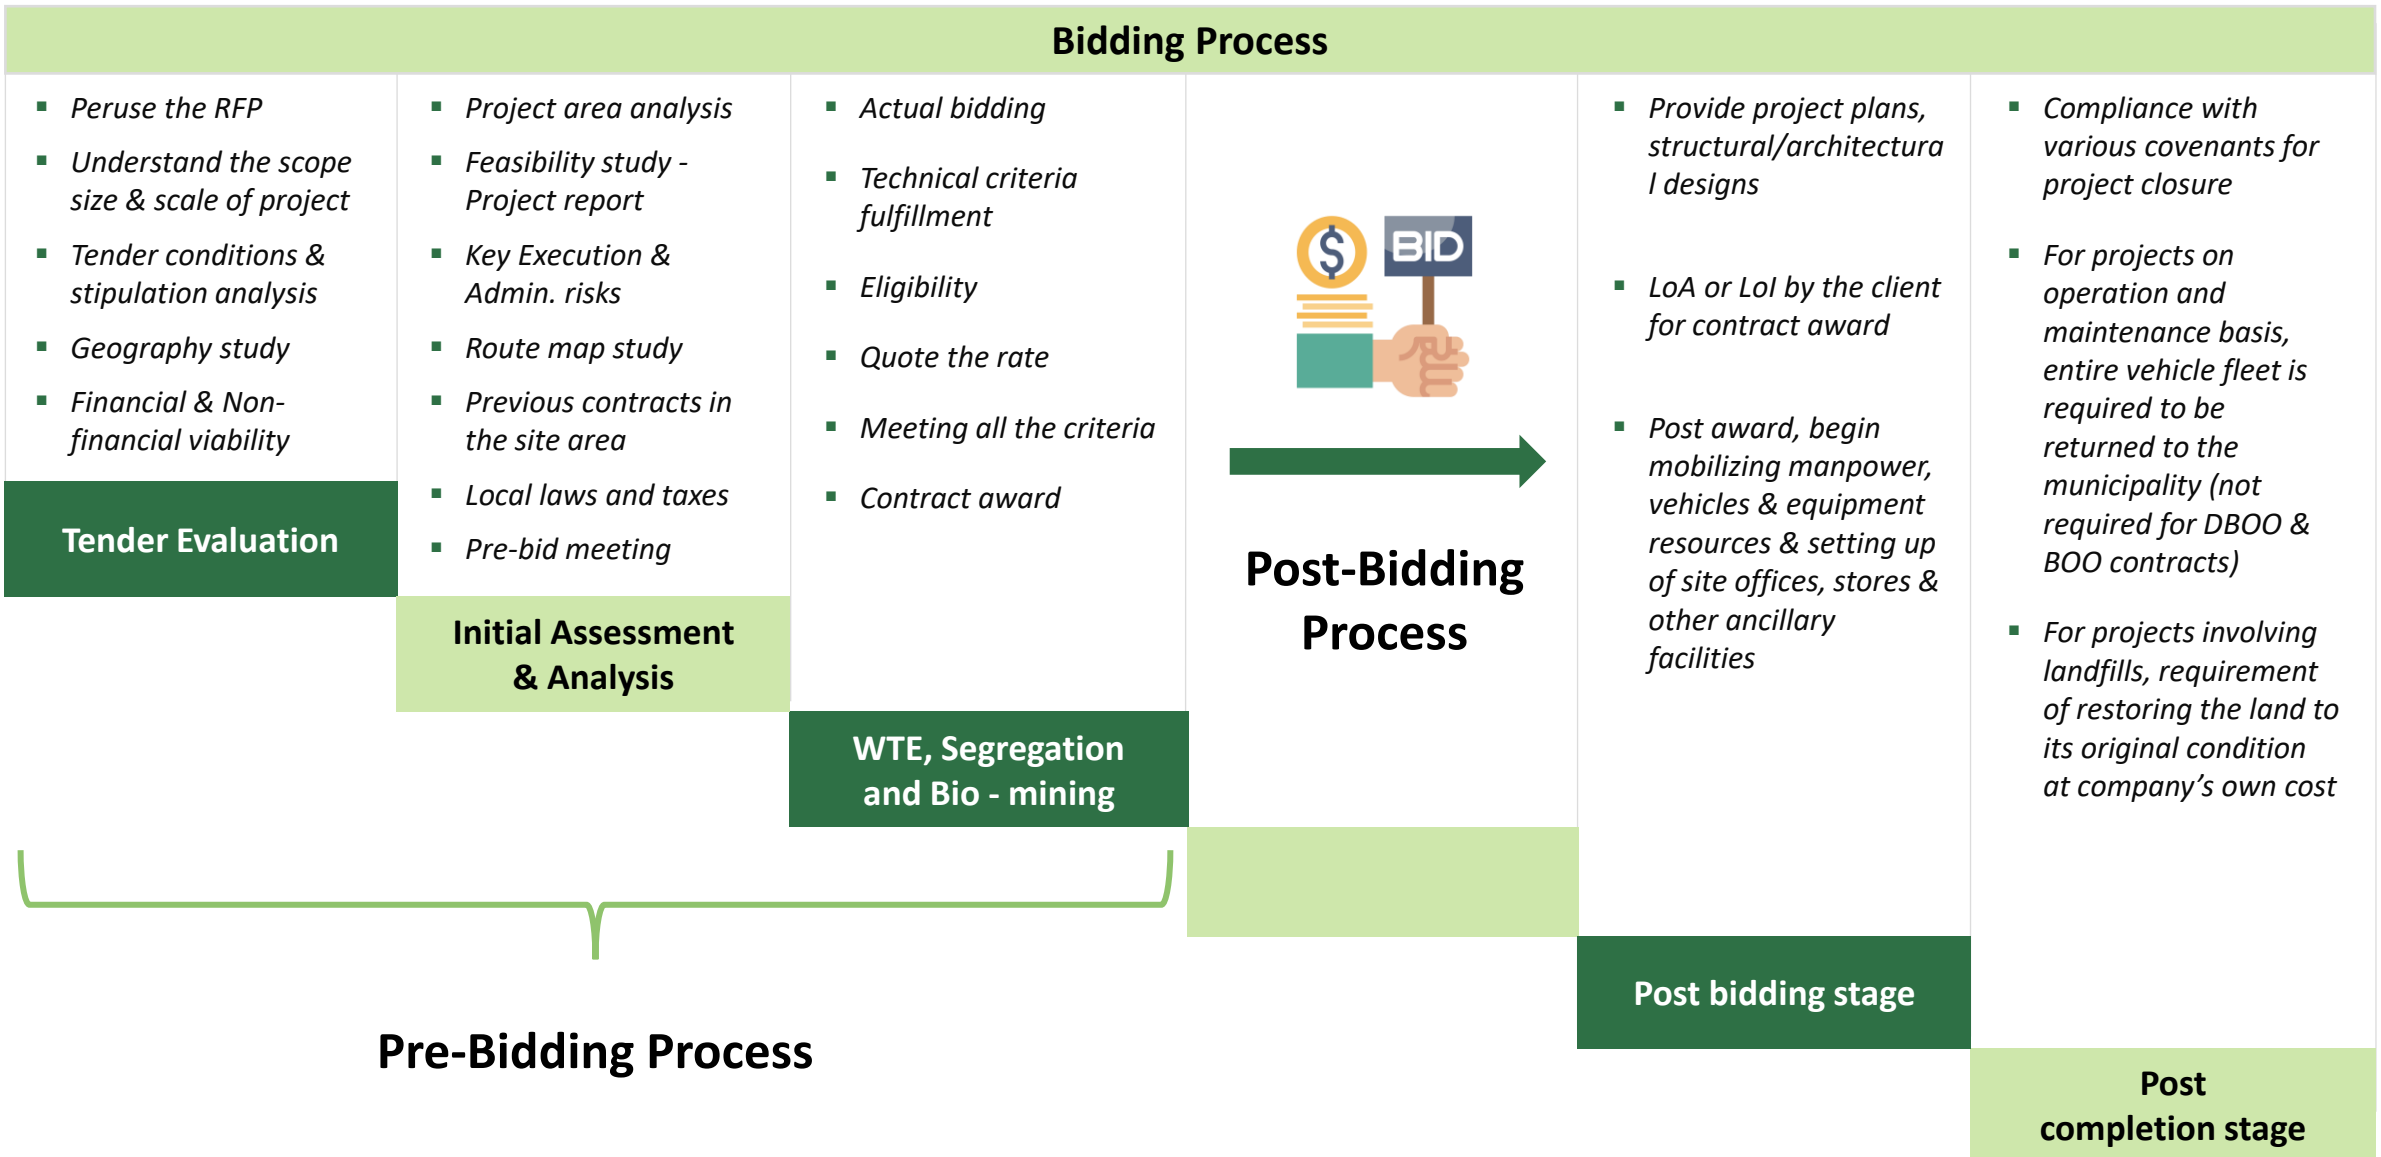 Bidding Process
Peruse the RFP
Understand the scope
size & scale of project
Tender conditions &
stipulation analysis
Geography study
Financial & Non-
financial viability
Tender Evaluation
Project area analysis
Feasibility study -
Project report
Key Execution &
Admin. risks
Route map study
Previous contracts in
the site area
Local laws and taxes
Pre-bid meeting
Initial Assessment
& Analysis
Actual bidding
Technical criteria
fulfillment
Eligibility
Quote the rate
Meeting all the criteria
Contract award
WTE, Segregation
and Bio - mining
Pre-Bidding Process
$
BID
Post-Bidding
Process
Provide project plans,
structural/architectura
l designs
LoA or LoI by the client
for contract award
Post award, begin
mobilizing manpower,
vehicles & equipment
resources & setting up
of site offices, stores &
other ancillary
facilities
Post bidding stage
Compliance with
various covenants for
project closure
For projects on
operation and
maintenance basis,
entire vehicle fleet is
required to be
returned to the
municipality (not
required for DBOO &
BOO contracts)
For projects involving
landfills, requirement
of restoring the land to
its original condition
at company’s own cost
Post
completion stage